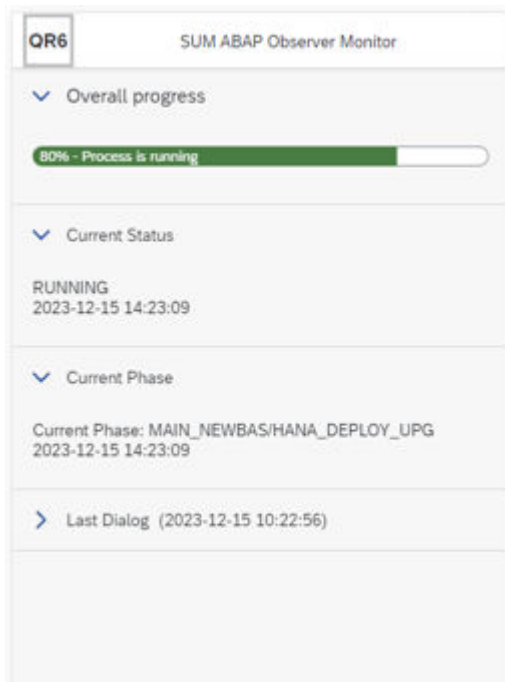 QR6 SUM ABAP Observer Monitor
Overall progress
80% - Process is running
Current Status
RUNNING
2023-12-15 14:23:09
Current Phase
Current Phase: MAIN_NEWBAS/HANA_DEPLOY_UPG
2023-12-15 14:23:09
Last Dialog (2023-12-15 10:22:56)